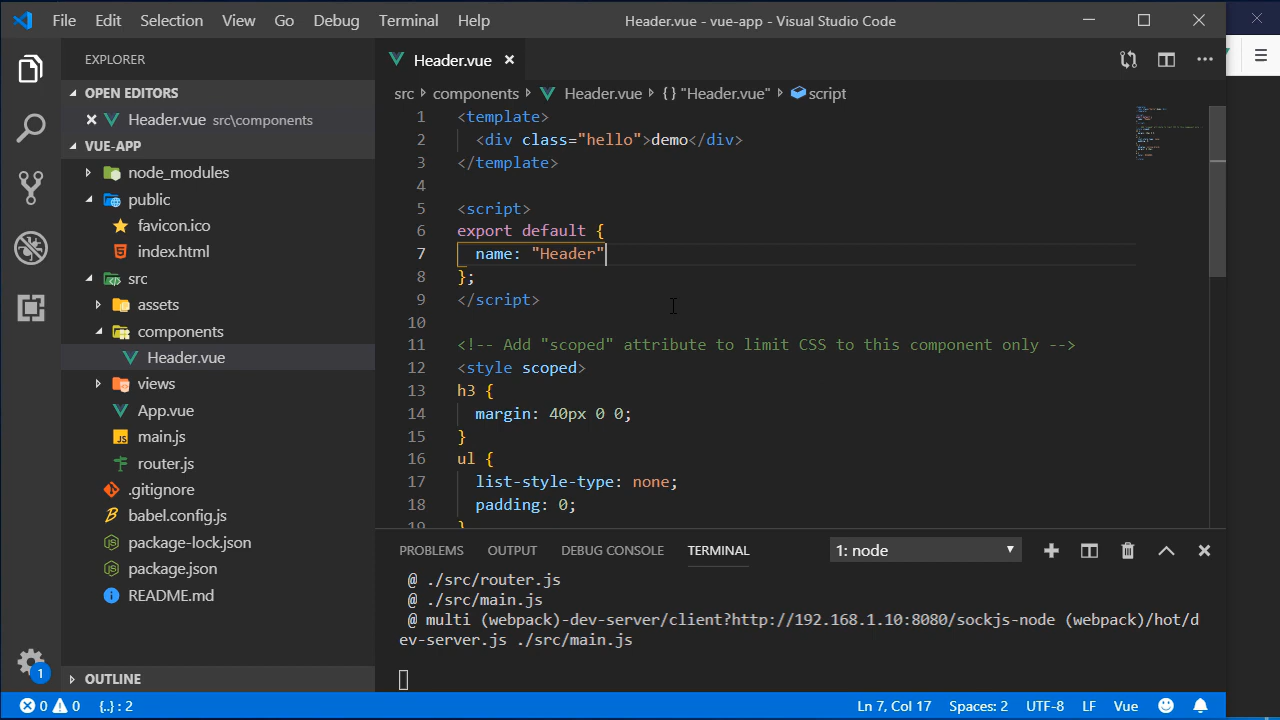 File Edit Selection View Go Debug Terminal Help
Header.vue - vue-app - Visual Studio Code
EXPLORER
OPEN EDITORS
Header.vue src\components
VUE-APP
node_modules
public
favicon.ico
index.html
src
assets
components
Header.vue
views
App.vue
main.js
router.js
.gitignore
babel.config.js
package-lock.json
package.json
README.md
OUTLINE
Header.vue
src components Header.vue {} "Header.vue" script
1 <template>
2 <div class="hello">demo</div>
3 </template>
4
5 <script>
6 export default {
7 name: "Header"
8 };
9 </script>
10
11 <!-- Add "scoped" attribute to limit CSS to this component only -->
12 <style scoped>
13 h3 {
14 margin: 40px 0 0;
15 }
16 ul {
17 list-style-type: none;
18 padding: 0;
19 }
PROBLEMS OUTPUT DEBUG CONSOLE TERMINAL 1: node
@ ./src/router.js
@ ./src/main.js
@ multi (webpack)-dev-server/client?http://192.168.1.10:8080/sockjs-node (webpack)/hot/d
ev-server.js ./src/main.js
1
0 0 {..} : 2 Ln 7, Col 17 Spaces: 2 UTF-8 LF Vue